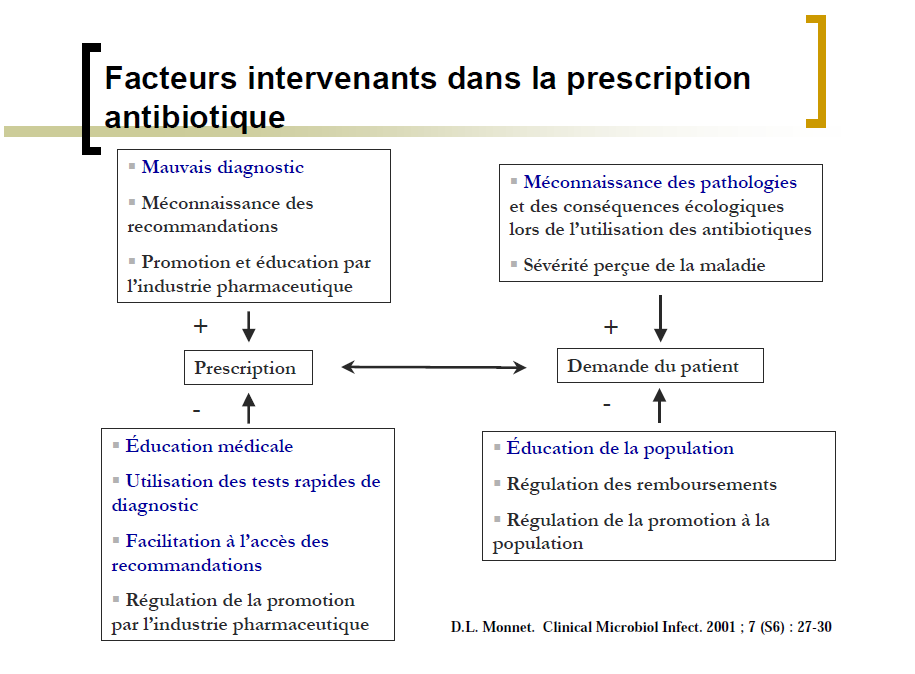 Facteurs intervenants dans la prescription
antibiotique
▪ Mauvais diagnostic
▪ Méconnaissance des
recommandations
▪ Promotion et éducation par
l'industrie pharmaceutique
▪ Méconnaissance des pathologies
et des conséquences écologiques
lors de l'utilisation des antibiotiques
▪ Sévérité perçue de la maladie
+
+
Prescription
Demande du patient
-
-
▪ Éducation médicale
▪ Utilisation des tests rapides de
diagnostic
▪ Facilitation à l'accès des
recommandations
▪ Régulation de la promotion
par l'industrie pharmaceutique
▪ Éducation de la population
▪ Régulation des remboursements
▪ Régulation de la promotion à la
population
D.L. Monnet. Clinical Microbiol Infect. 2001 ; 7 (S6) : 27-30